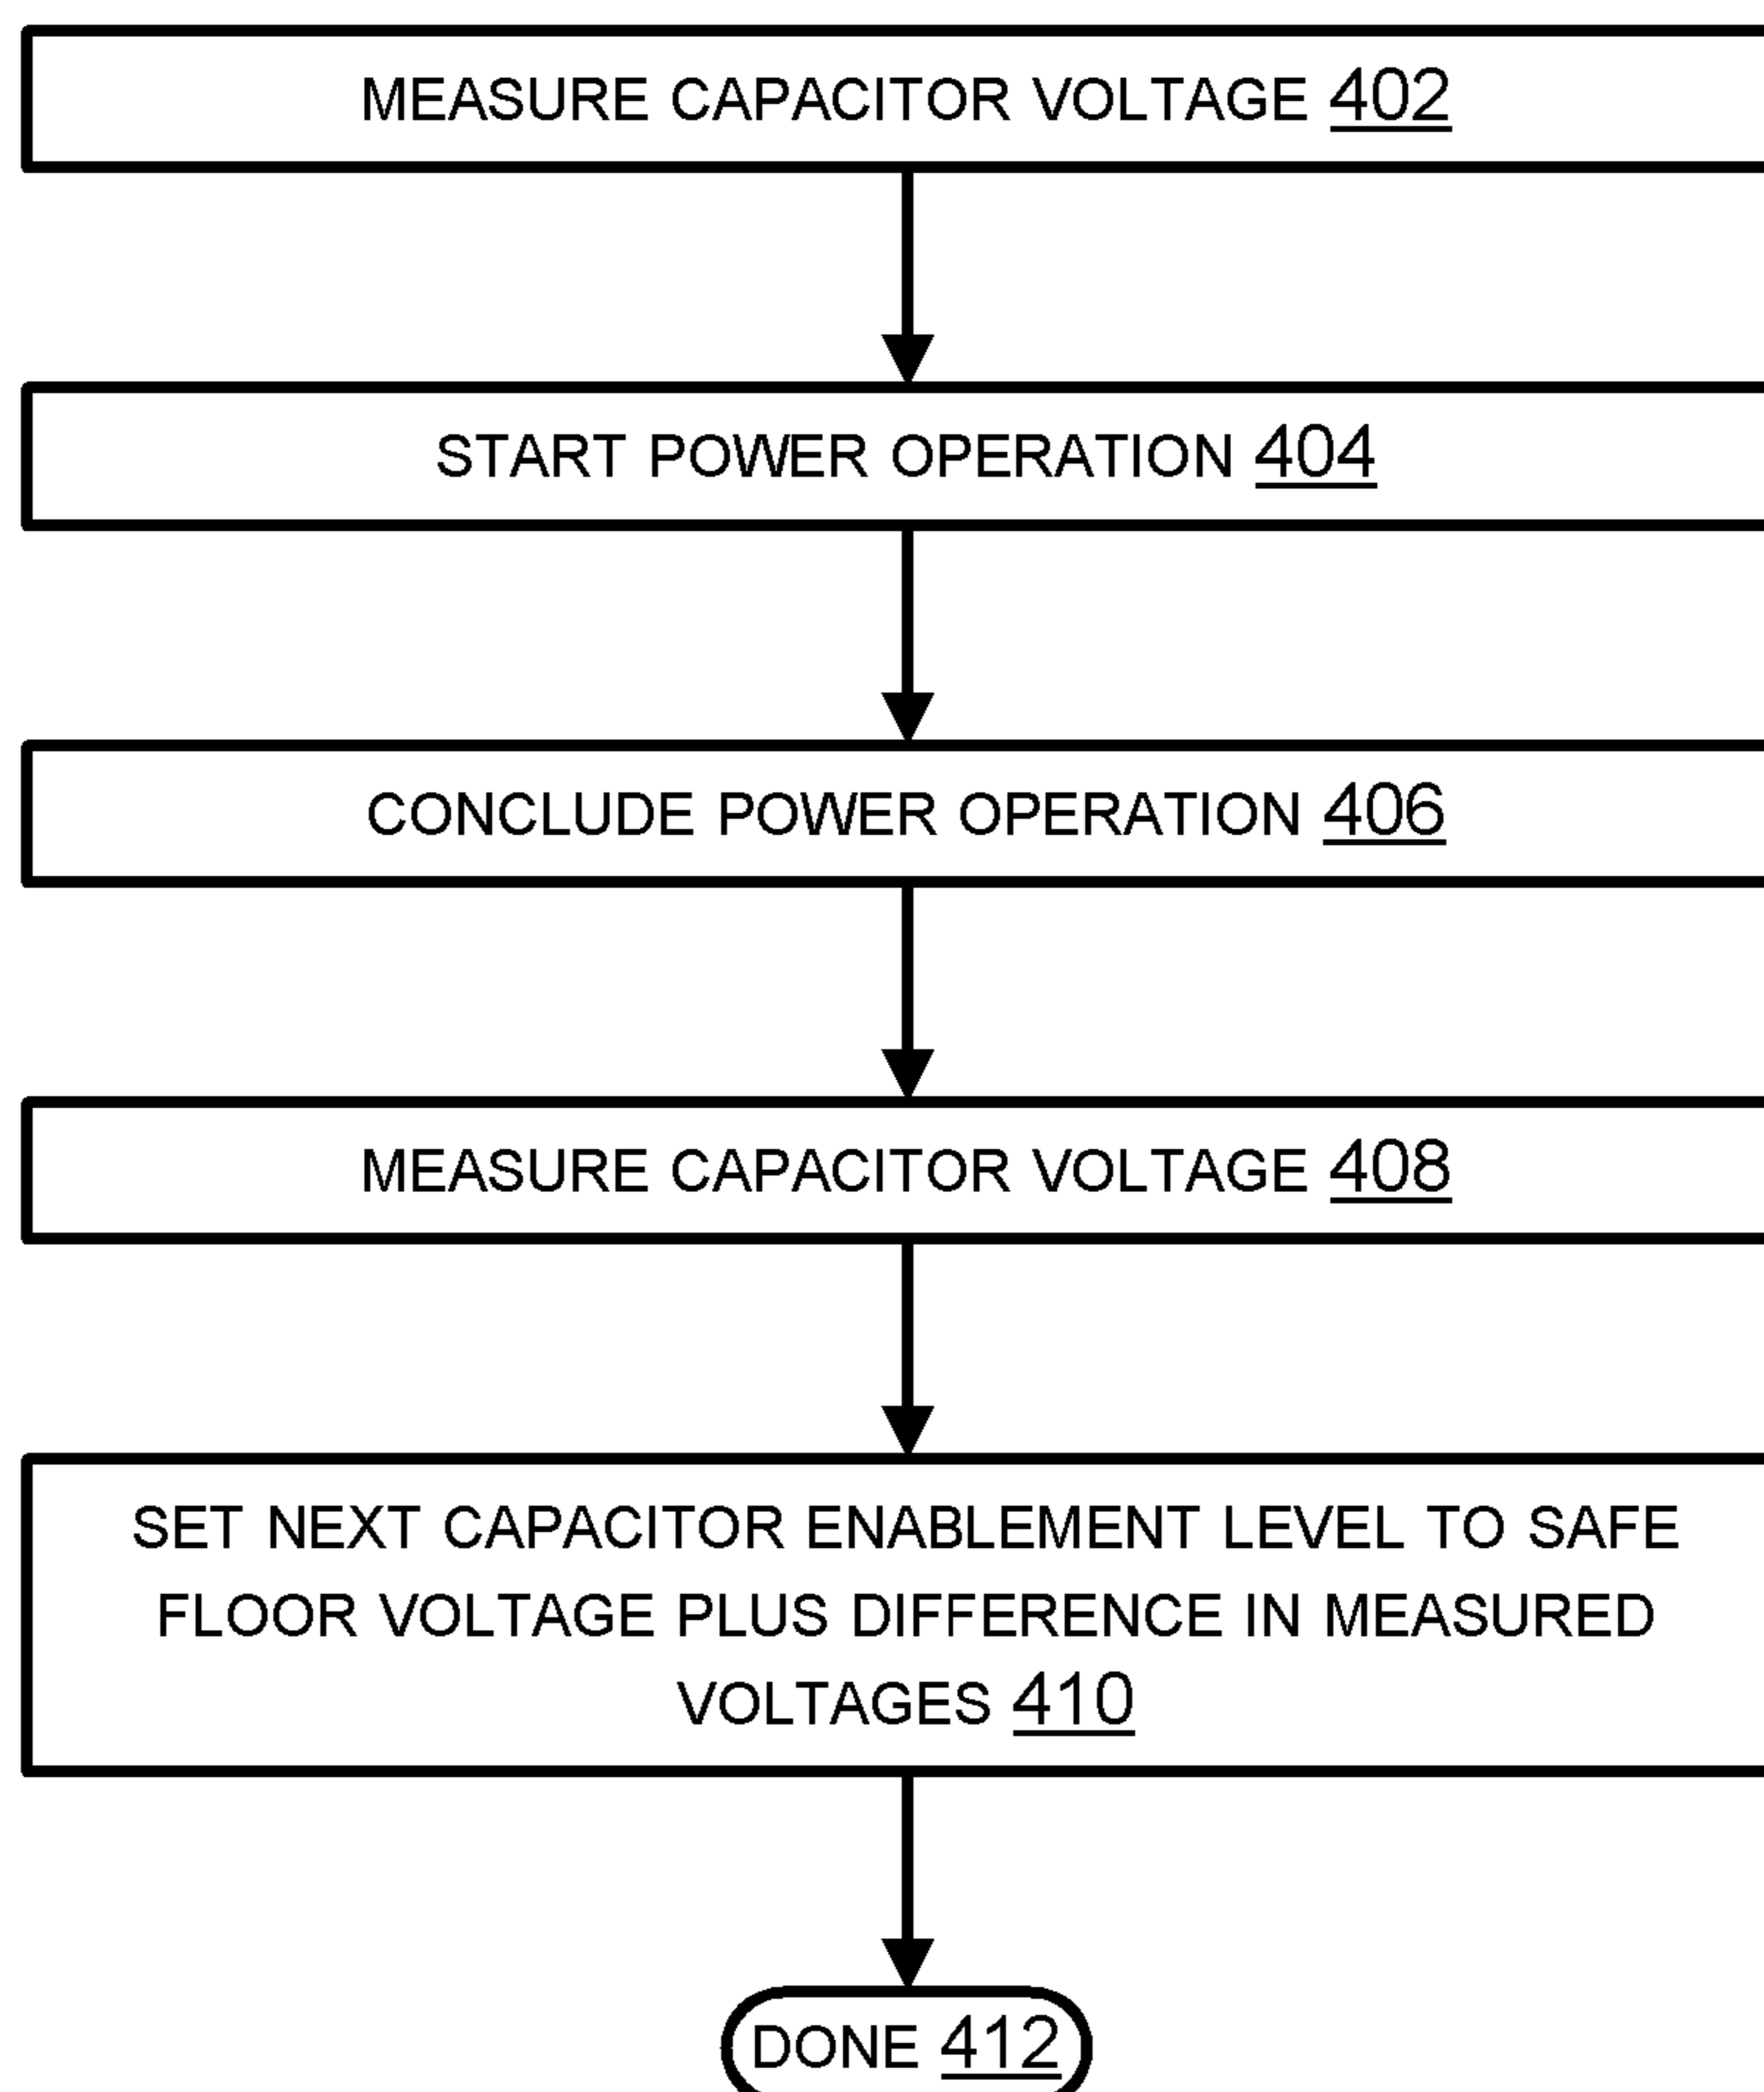 MEASURE CAPACITOR VOLTAGE 402
START POWER OPERATION 404
CONCLUDE POWER OPERATION 406
MEASURE CAPACITOR VOLTAGE 408
SET NEXT CAPACITOR ENABLEMENT LEVEL TO SAFE
FLOOR VOLTAGE PLUS DIFFERENCE IN MEASURED
VOLTAGES 410
DONE 412